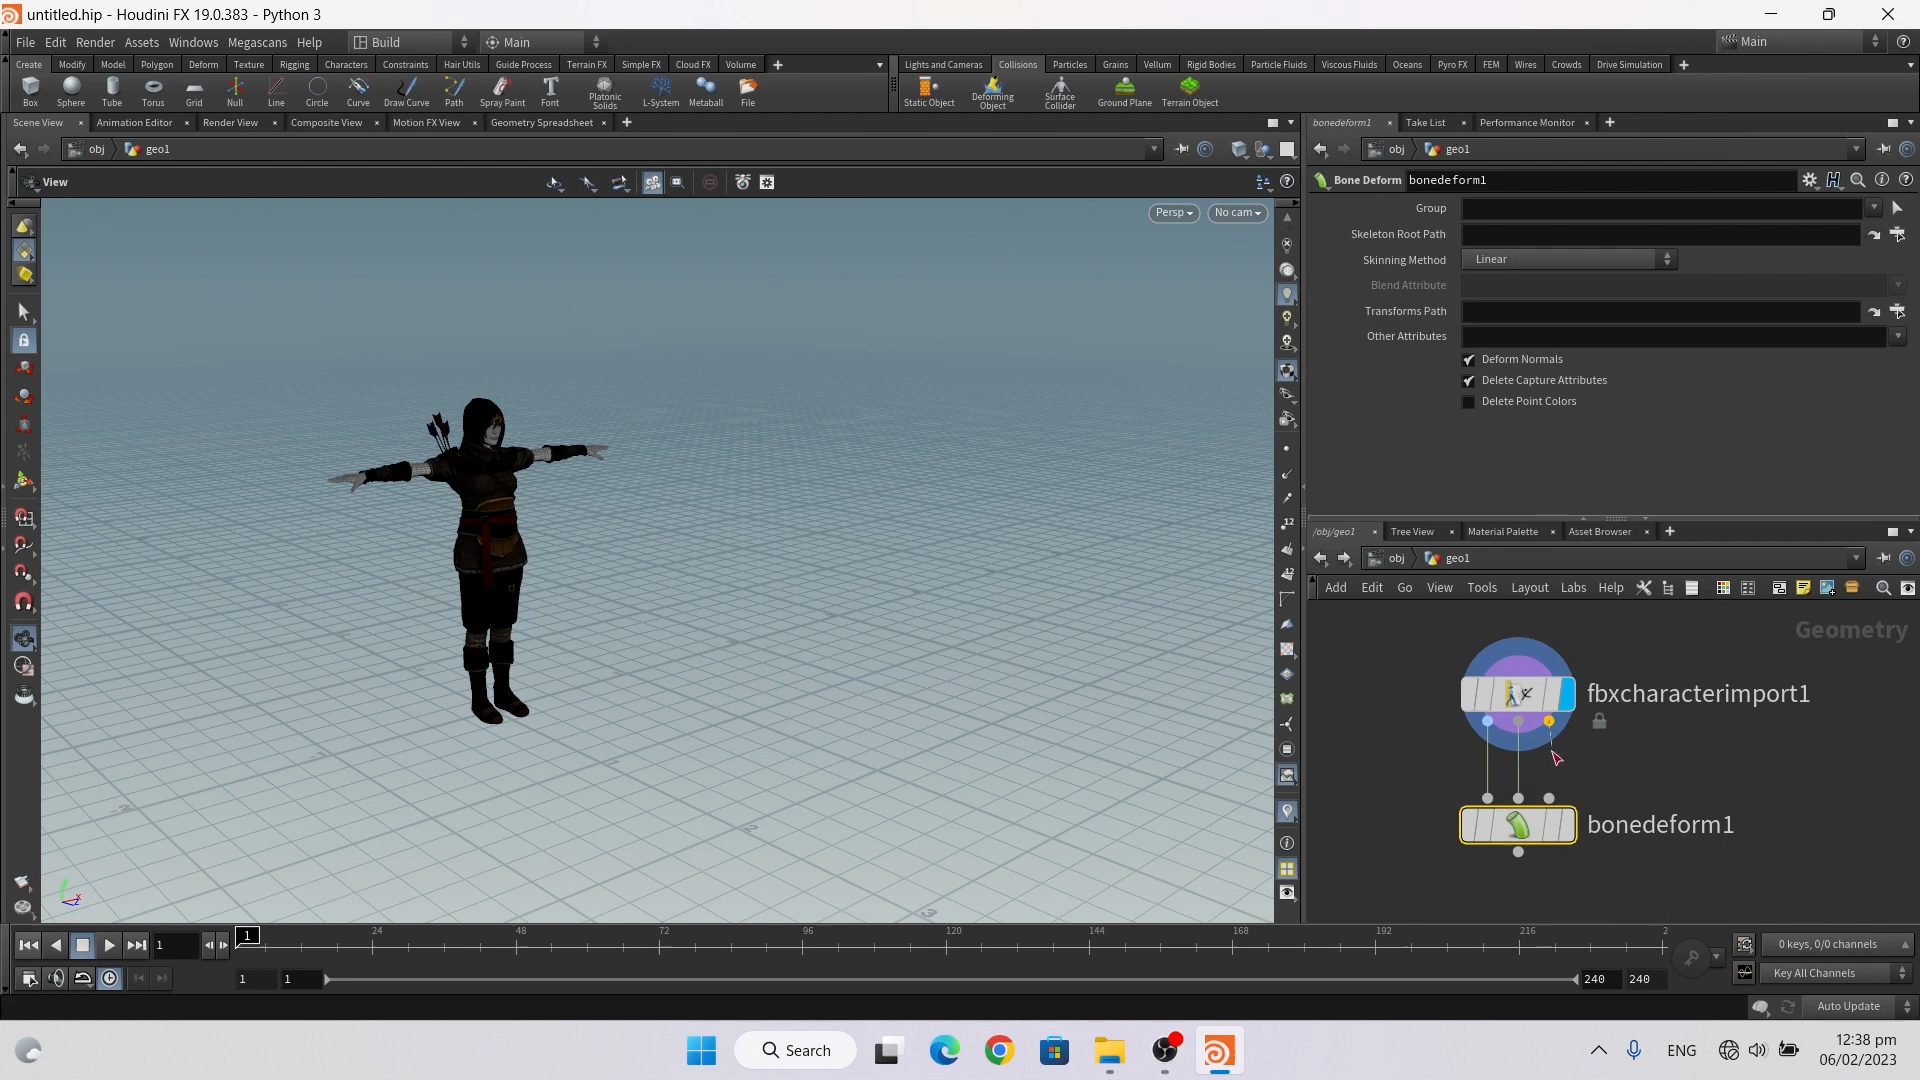 untitled.hip - Houdini FX 19.0.383 - Python 3
File Edit Render Assets Windows Megascans Help Build Main Main
Create Modify Model Polygon Deform Texture Rigging Characters Constraints Hair Utils Guide Process Terrain FX Simple FX Cloud FX Volume
Lights and Cameras Collisions Particles Grains Vellum Rigid Bodies Particle Fluids Viscous Fluids Oceans Pyro FX FEM Wires Crowds Drive Simulation
Box Sphere Tube Torus Grid Null Line Circle Curve Draw Curve Path Spray Paint Font Platonic Solids L-System Metaball File
Static Object Deforming Object Surface Collider Ground Plane Terrain Object
Scene View Animation Editor Render View Composite View Motion FX View Geometry Spreadsheet
bonedeform1 Take List Performance Monitor
obj geo1
obj geo1
View
Persp No cam
Bone Deform bonedeform1
Group
Skeleton Root Path
Skinning Method Linear
Blend Attribute
Transforms Path
Other Attributes
Deform Normals
Delete Capture Attributes
Delete Point Colors
/obj/geo1 Tree View Material Palette Asset Browser
obj geo1
Add Edit Go View Tools Layout Labs Help
Geometry
fbxcharacterimport1
bonedeform1
1 1 24 48 72 96 120 144 168 192 216 2
0 keys, 0/0 channels
1 1 240 240
Key All Channels
Auto Update
Search
ENG
12:38 pm
06/02/2023